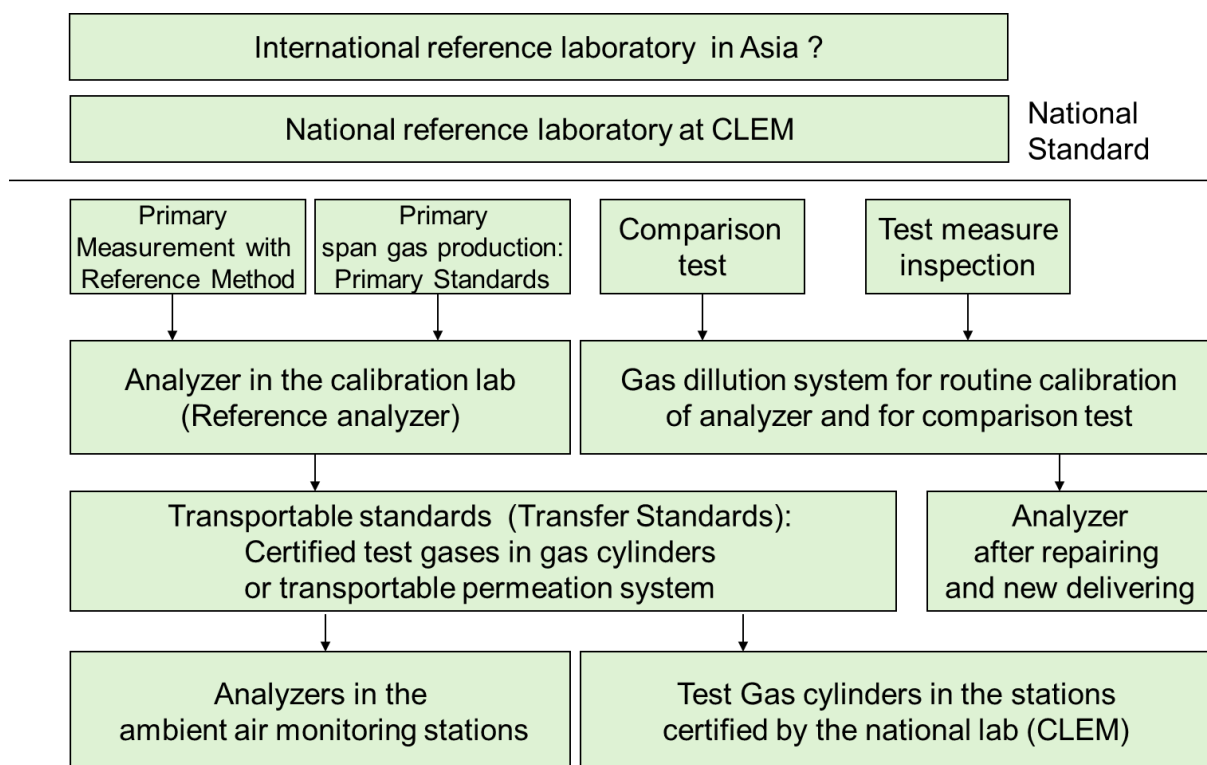 International reference laboratory in Asia ?
National reference laboratory at CLEM
National
Standard
Primary
Measurement with
Reference Method
Primary
span gas production:
Primary Standards
Comparison
test
Test measure
inspection
Analyzer in the calibration lab
(Reference analyzer)
Gas dillution system for routine calibration
of analyzer and for comparison test
Transportable standards (Transfer Standards):
Certified test gases in gas cylinders
or transportable permeation system
Analyzer
after repairing
and new delivering
Analyzers in the
ambient air monitoring stations
Test Gas cylinders in the stations
certified by the national lab (CLEM)